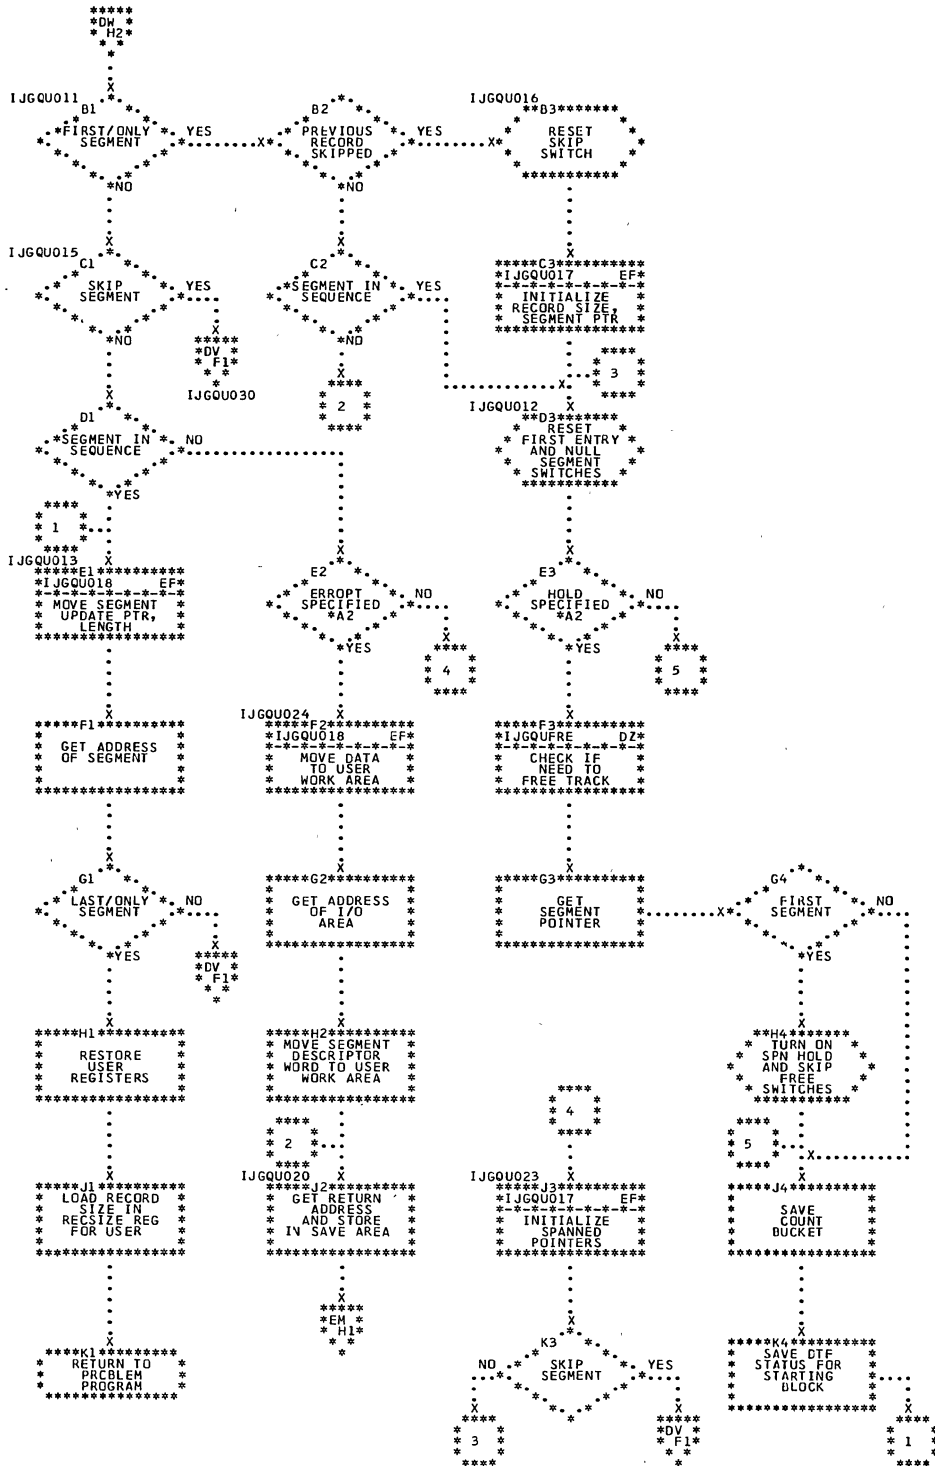 DW
H2
IJGQU011
B1
FIRST/ONLY
SEGMENT
YES
NO
B2
PREVIOUS
RECORD
SKIPPED
YES
NO
IJGQU016
B3
RESET
SKIP
SWITCH
IJGQU015
C1
SKIP
SEGMENT
YES
NO
DV
F1
IJGQU030
C2
SEGMENT IN
SEQUENCE
YES
NO
2
C3
IJGQU017 EF
INITIALIZE
RECORD SIZE,
SEGMENT PTR
3
D1
SEGMENT IN
SEQUENCE
NO
YES
IJGQU012
D3
RESET
FIRST ENTRY
AND NULL
SEGMENT
SWITCHES
1
IJGQU013
E1
IJGQU018 EF
MOVE SEGMENT
UPDATE PTR,
LENGTH
E2
ERROPT
SPECIFIED
*A2
NO
YES
4
E3
HOLD
SPECIFIED
*A2
NO
YES
5
F1
GET ADDRESS
OF SEGMENT
IJGQU024
F2
IJGQU018 EF
MOVE DATA
TO USER
WORK AREA
F3
IJGQUFRE DZ
CHECK IF
NEED TO
FREE TRACK
G1
LAST/ONLY
SEGMENT
NO
YES
DV
F1
G2
GET ADDRESS
OF I/O
AREA
G3
GET
SEGMENT
POINTER
G4
FIRST
SEGMENT
NO
YES
H1
RESTORE
USER
REGISTERS
H2
MOVE SEGMENT
DESCRIPTOR
WORD TO USER
WORK AREA
4
H4
TURN ON
SPN HOLD
AND SKIP
FREE
SWITCHES
2
5
J1
LOAD RECORD
SIZE IN
RECSIZE REG
FOR USER
IJGQU020
J2
GET RETURN
ADDRESS
AND STORE
IN SAVE AREA
IJGQU023
J3
IJGQU017 EF
INITIALIZE
SPANNED
POINTERS
J4
SAVE
COUNT
BUCKET
EM
H1
K1
RETURN TO
PROBLEM
PROGRAM
K3
SKIP
SEGMENT
NO
YES
3
DV
F1
K4
SAVE DTF
STATUS FOR
STARTING
BLOCK
1